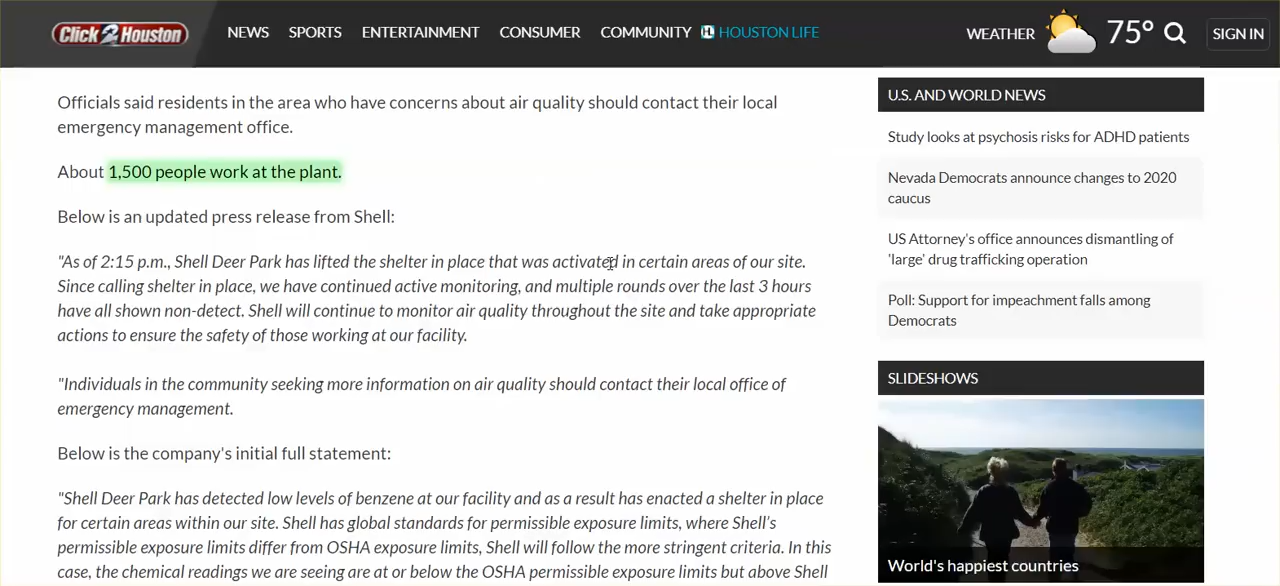 Click 2 Houston
NEWS SPORTS ENTERTAINMENT CONSUMER COMMUNITY H HOUSTON LIFE WEATHER 75° SIGN IN
Officials said residents in the area who have concerns about air quality should contact their local
emergency management office.
About 1,500 people work at the plant.
Below is an updated press release from Shell:
"As of 2:15 p.m., Shell Deer Park has lifted the shelter in place that was activated in certain areas of our site.
Since calling shelter in place, we have continued active monitoring, and multiple rounds over the last 3 hours
have all shown non-detect. Shell will continue to monitor air quality throughout the site and take appropriate
actions to ensure the safety of those working at our facility.
"Individuals in the community seeking more information on air quality should contact their local office of
emergency management.
Below is the company's initial full statement:
"Shell Deer Park has detected low levels of benzene at our facility and as a result has enacted a shelter in place
for certain areas within our site. Shell has global standards for permissible exposure limits, where Shell's
permissible exposure limits differ from OSHA exposure limits, Shell will follow the more stringent criteria. In this
case, the chemical readings we are seeing are at or below the OSHA permissible exposure limits but above Shell
U.S. AND WORLD NEWS
Study looks at psychosis risks for ADHD patients
Nevada Democrats announce changes to 2020
caucus
US Attorney's office announces dismantling of
'large' drug trafficking operation
Poll: Support for impeachment falls among
Democrats
SLIDESHOWS
World's happiest countries